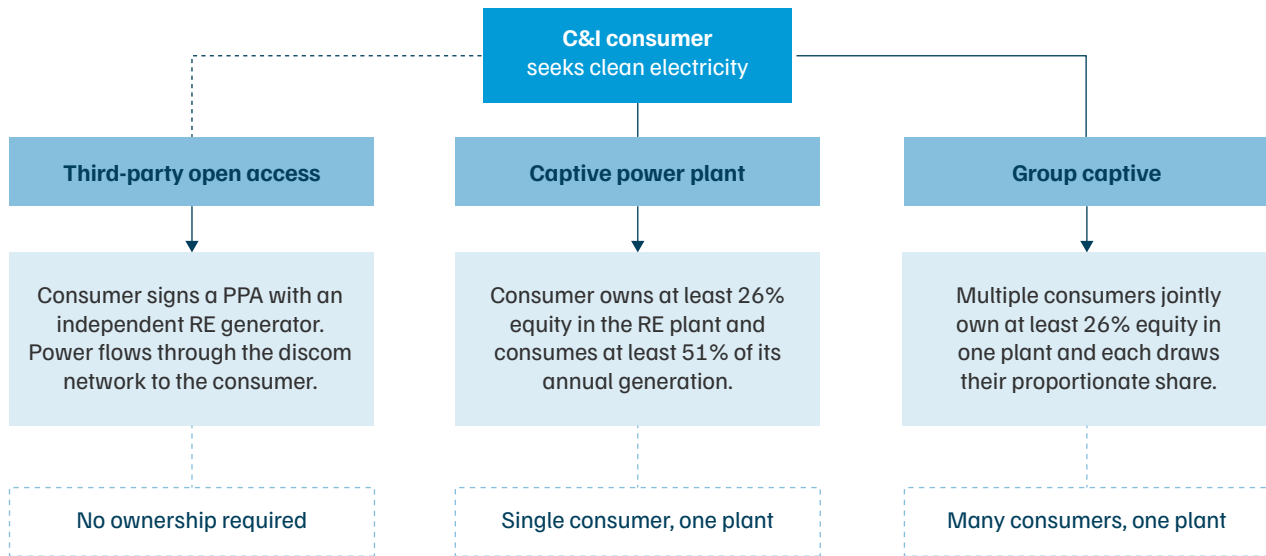 C&I consumer
seeks clean electricity
Third-party open access
Captive power plant
Group captive
Consumer signs a PPA with an
independent RE generator.
Power flows through the discom
network to the consumer.
Consumer owns at least 26%
equity in the RE plant and
consumes at least 51% of its
annual generation.
Multiple consumers jointly
own at least 26% equity in
one plant and each draws
their proportionate share.
No ownership required
Single consumer, one plant
Many consumers, one plant